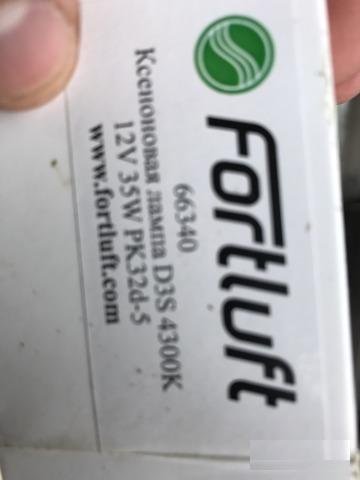 Fortluft
66340
Ксеноновая лампа D3S 4300K
12V 35W PK32d-5
www.fortluft.com